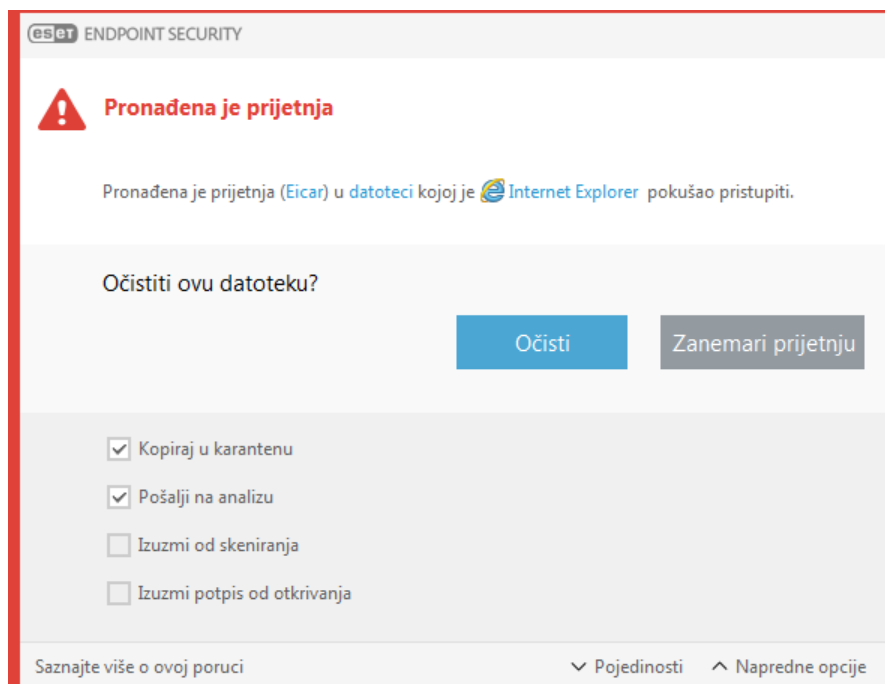 eset ENDPOINT SECURITY
Pronađena je prijetnja
Pronađena je prijetnja (Eicar) u datoteci kojoj je Internet Explorer pokušao pristupiti.
Očistiti ovu datoteku?
Očisti
Zanemari prijetnju
Kopiraj u karantenu
Pošalji na analizu
Izuzmi od skeniranja
Izuzmi potpis od otkrivanja
Saznajte više o ovoj poruci
Pojedinosti
Napredne opcije